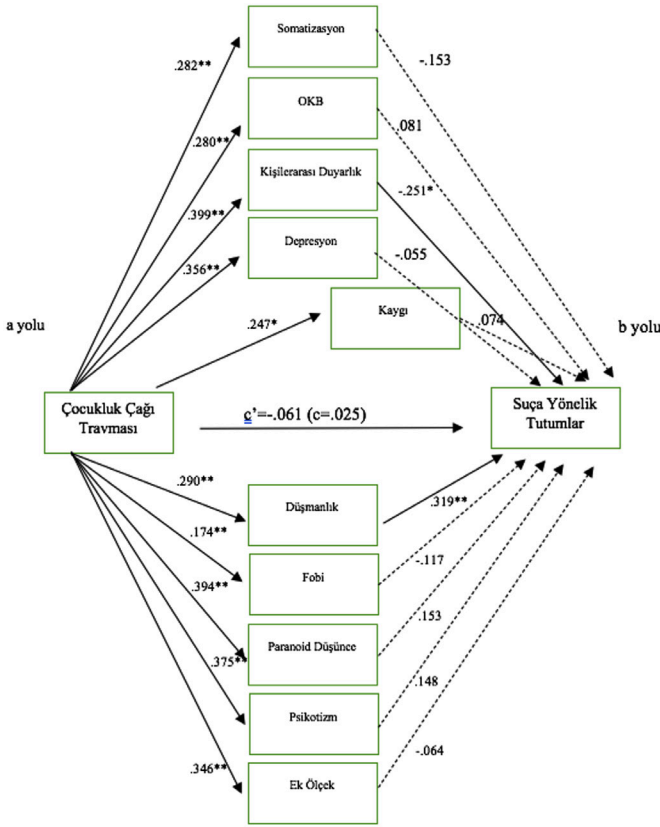 Somatizasyon
-.153
.282**
OKB
.081
.280**
Kişilerarası Duyarlık
-.251*
.399**
Depresyon
-.055
.356**
Kaygı
.074
a yolu
.247*
b yolu
Çocukluk Çağı
Travması
c'=-.061 (c=.025)
Suça Yönelik
Tutumlar
.290**
Düşmanlık
.319**
.174**
Fobi
-.117
.394**
Paranoid Düşünce
.153
.375**
Psikotizm
.148
.346**
Ek Ölçek
-.064